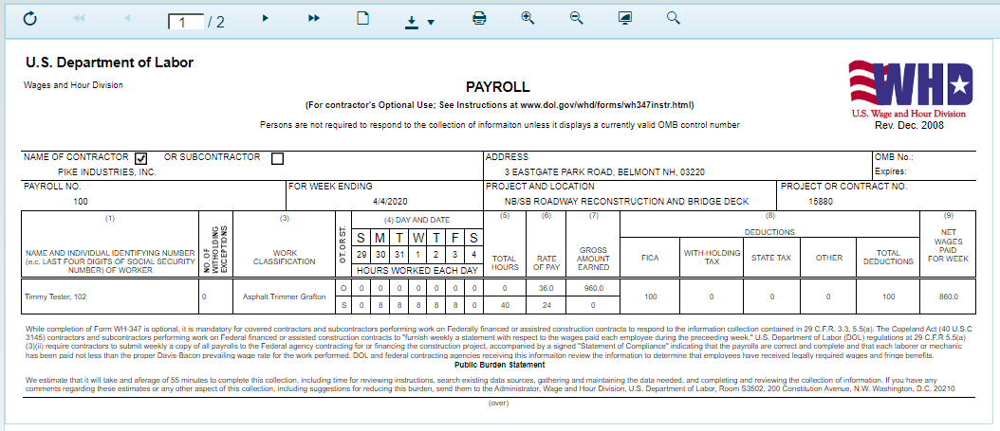 1 / 2
U.S. Department of Labor
Wages and Hour Division
PAYROLL
(For contractor's Optional Use; See Instructions at www.dol.gov/whd/forms/wh347instr.html)
Persons are not required to respond to the collection of informaiton unless it displays a currently valid OMB control number
WHD
U.S. Wage and Hour Division
Rev. Dec. 2008
NAME OF CONTRACTOR OR SUBCONTRACTOR ADDRESS OMB No.:
PIKE INDUSTRIES, INC. 3 EASTGATE PARK ROAD, BELMONT NH, 03220 Expires:
PAYROLL NO. FOR WEEK ENDING PROJECT AND LOCATION PROJECT OR CONTRACT NO.
100 4/4/2020 NB/SB ROADWAY RECONSTRUCTION AND BRIDGE DECK 15880
(1) (3) (4) DAY AND DATE (5) (6) (7) (8) (9)
NAME AND INDIVIDUAL IDENTIFYING NUMBER
(e.c. LAST FOUR DIGITS OF SOCIAL SECURITY
NUMBER) OF WORKER
NO. OF
WITHOLDING
EXCEPTIONS
WORK
CLASSIFICATION
OT. OR ST.
S M T W T F S
29 30 31 1 2 3 4
HOURS WORKED EACH DAY
TOTAL
HOURS
RATE
OF PAY
GROSS
AMOUNT
EARNED
DEDUCTIONS
FICA
WITH-HOLDING
TAX
STATE TAX
OTHER
TOTAL
DEDUCTIONS
NET
WAGES
PAID
FOR WEEK
Timmy Tester, 102 0 Asphalt Trimmer Grafton
O 0 0 0 0 0 0 0 0 36.0 960.0
S 0 8 8 8 8 8 0 40 24 0
100 0 0 0 100 860.0
While completion of Form WH-347 is optional, it is mandatory for covered contractors and subcontractors performing work on Federally financed or assisted construction contracts to respond to the information collection contained in 29 C.F.R. 3.3, 5.5(a). The Copeland Act (40 U.S.C
3145) contractors and subcontractors performing work on Federal financed or assisted construction contracts to "furnish weekly a statement with respect to the wages paid each employee during the preceeding week." U.S. Department of Labor (DOL) regulations at 29 C.F.R 5.5(a)
(3)(ii) require contractors to submit weekly a copy of all payrolls to the Federal agency contracting for or financing the construction project, accompanied by a signed "Statement of Compliance" indicating that the payrolls are correct and complete and that each laborer or mechanic
has been paid not less than the proper Davis-Bacon prevailing wage rate for the work performed. DOL and federal contracting agencies receiving this informaiton review the information to determine that employees have received legally required wages and fringe benefits.
Public Burden Statement
We estimate that it will take and aferage of 55 minutes to complete this collection, including time for reviewing instructions, search existing data sources, gathering and maintaining the data needed, and completing and reviewing the collection of information. If you have any
comments regarding these estimates or any other aspect of this collection, including suggestions for reducing this burden, send them to the Administrator, Wage and Hour Division, U.S. Department of Labor, Room S3502, 200 Constitution Avenue, N.W. Washington, D.C. 20210
(over)